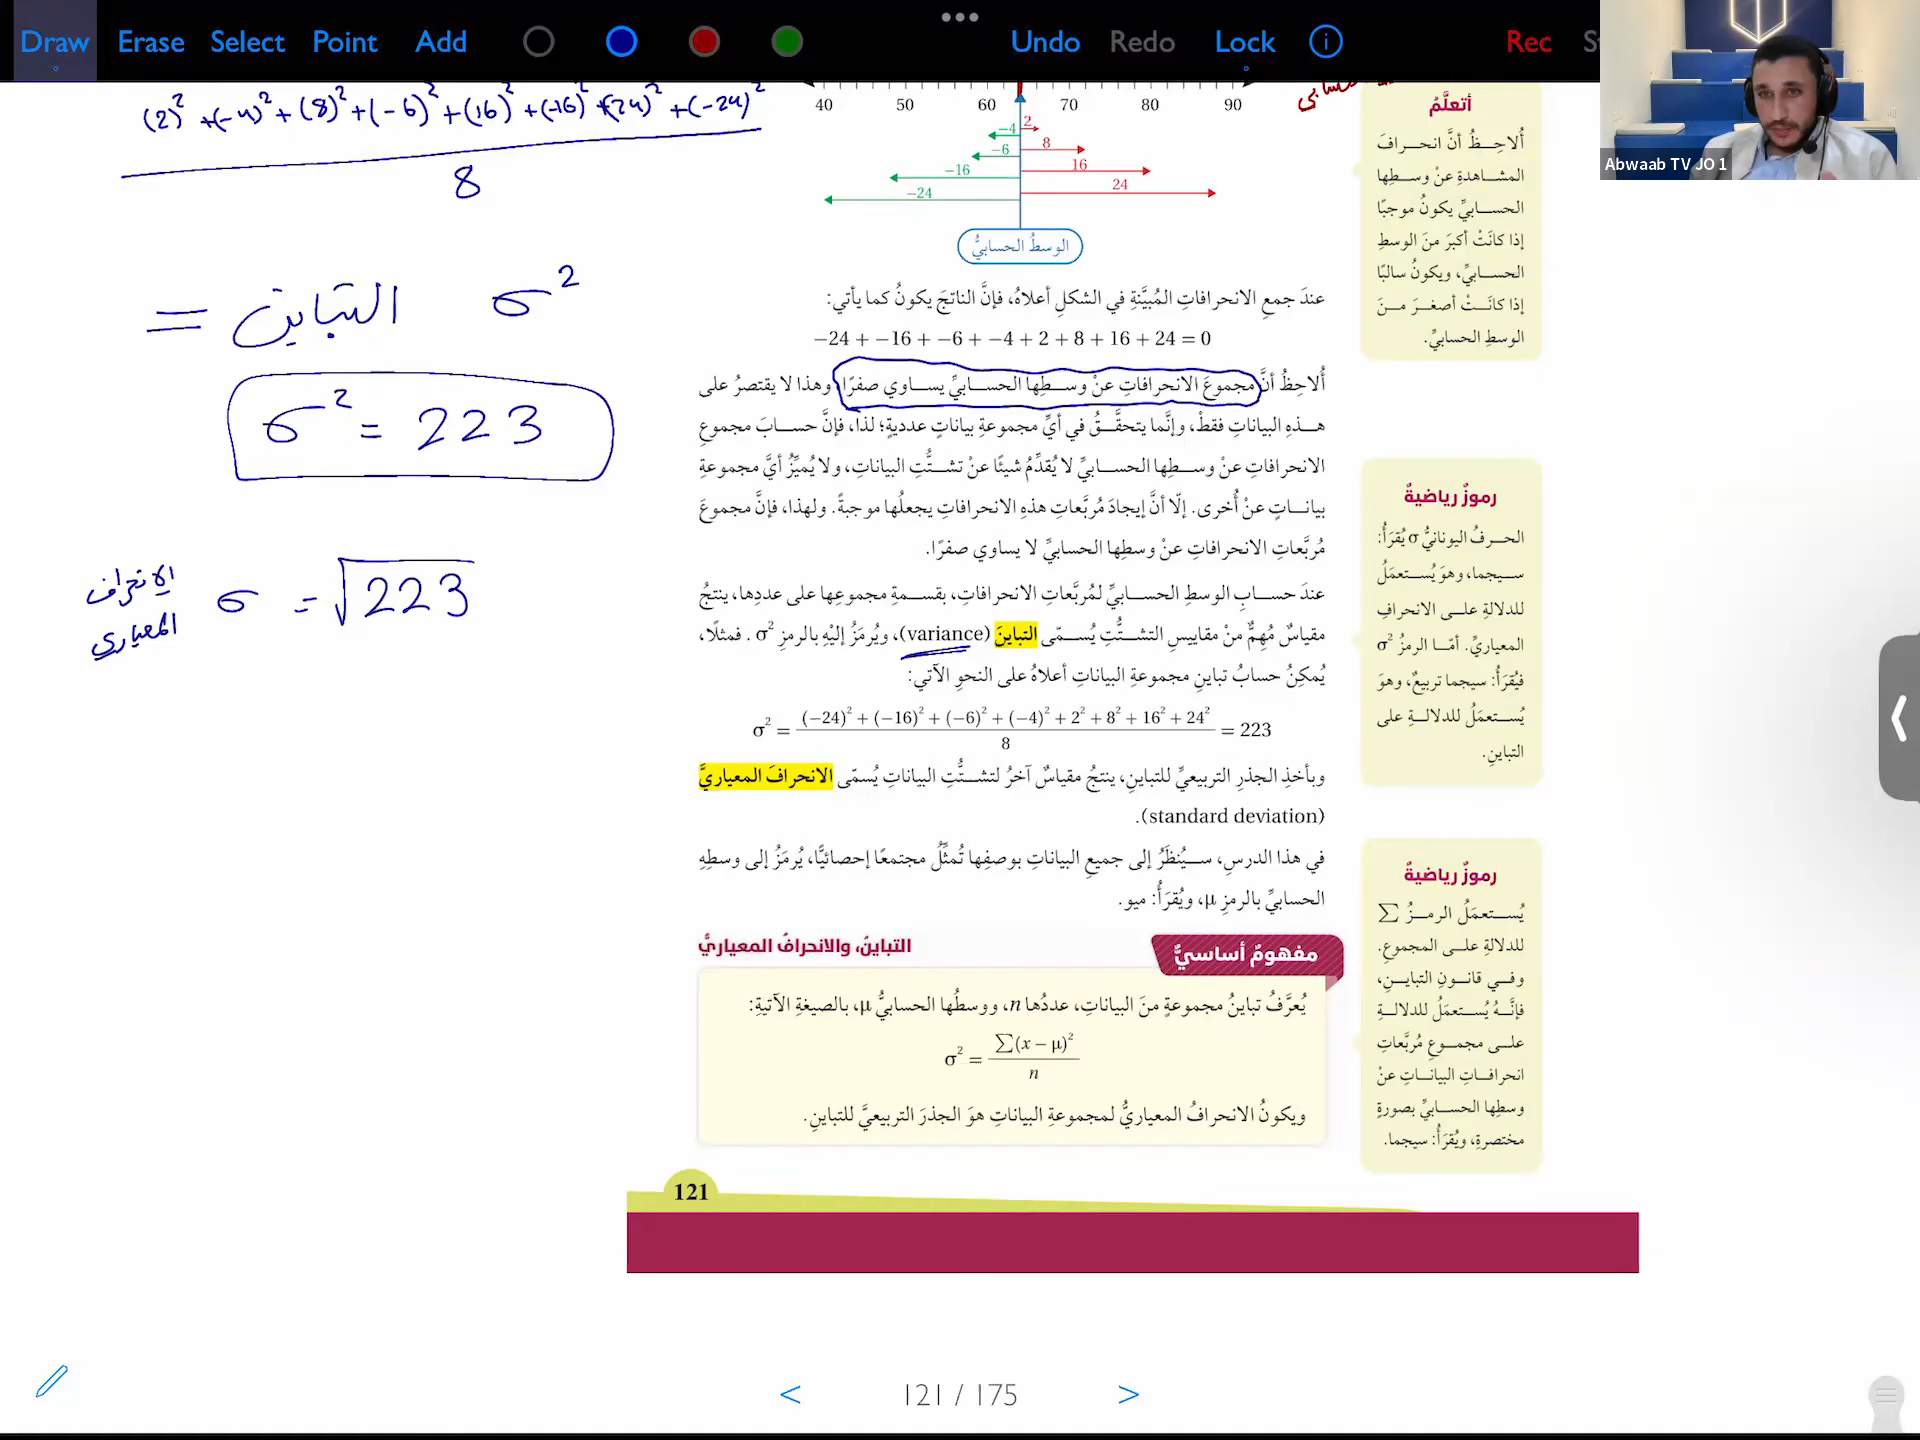 Draw Erase Select Point Add Undo Redo Lock Rec
Abwaab TV JO 1
(2)² + (-4)² + (8)² + (-6)² + (16)² + (-16)² + (24)² + (-24)²
8
= التباين σ²
σ² = 223
الانحراف
المعياري
σ = √223
40 50 60 70 80 90
-4 2
-6 8
-16 16
-24 24
الوسطُ الحسابيُّ
عندَ جمعِ الانحرافاتِ المُبيَّنةِ في الشكلِ أعلاهُ، فإنَّ الناتجَ يكونُ كما يأتي:
−24 + −16 + −6 + −4 + 2 + 8 + 16 + 24 = 0
أُلاحِظُ أنَّ مجموعَ الانحرافاتِ عنْ وسطِها الحسابيِّ يساوي صفرًا، وهذا لا يقتصرُ على
هذهِ البياناتِ فقطْ، وإنَّما يتحقَّقُ في أيِّ مجموعةِ بياناتٍ عدديةٍ؛ لذا، فإنَّ حسابَ مجموعِ
الانحرافاتِ عنْ وسطِها الحسابيِّ لا يُقدِّمُ شيئًا عنْ تشتُّتِ البياناتِ، ولا يُميِّزُ أيَّ مجموعةِ
بياناتٍ عنْ أُخرى. إلّا أنَّ إيجادَ مُربَّعاتِ هذهِ الانحرافاتِ يجعلُها موجبةً. ولهذا، فإنَّ مجموعَ
مُربَّعاتِ الانحرافاتِ عنْ وسطِها الحسابيِّ لا يساوي صفرًا.
عندَ حسابِ الوسطِ الحسابيِّ لمُربَّعاتِ الانحرافاتِ، بقسمةِ مجموعِها على عددِها، ينتجُ
مقياسٌ مُهِمٌّ منْ مقاييسِ التشتُّتِ يُسمّى التباينَ (variance)، ويُرمَزُ إليْهِ بالرمزِ σ². فمثلًا،
يُمكِنُ حسابُ تباينِ مجموعةِ البياناتِ أعلاهُ على النحوِ الآتي:
σ² = (−24)² + (−16)² + (−6)² + (−4)² + 2² + 8² + 16² + 24² / 8 = 223
وبأخذِ الجذرِ التربيعيِّ للتباينِ، ينتجُ مقياسٌ آخرُ لتشتُّتِ البياناتِ يُسمّى الانحرافَ المعياريَّ
(standard deviation).
في هذا الدرسِ، سيُنظَرُ إلى جميعِ البياناتِ بوصفِها تُمثِّلُ مجتمعًا إحصائيًّا، يُرمَزُ إلى وسطِهِ
الحسابيِّ بالرمزِ μ، ويُقرَأُ: ميو.
مفهومٌ أساسيٌّ التباينُ، والانحرافُ المعياريُّ
يُعرَّفُ تباينُ مجموعةٍ منَ البياناتِ، عددُها n، ووسطُها الحسابيُّ μ، بالصيغةِ الآتيةِ:
σ² = ∑(x − μ)² / n
ويكونُ الانحرافُ المعياريُّ لمجموعةِ البياناتِ هوَ الجذرَ التربيعيَّ للتباينِ.
أتعلَّمُ
أُلاحِظُ أنَّ انحرافَ
المشاهدةِ عنْ وسطِها
الحسابيِّ يكونُ موجبًا
إذا كانَتْ أكبرَ منَ الوسطِ
الحسابيِّ، ويكونُ سالبًا
إذا كانَتْ أصغرَ منَ
الوسطِ الحسابيِّ.
رموزٌ رياضيةٌ
الحرفُ اليونانيُّ σ يُقرَأُ:
سيجما، وهوَ يُستعمَلُ
للدلالةِ على الانحرافِ
المعياريِّ. أمّا الرمزُ σ²
فيُقرَأُ: سيجما تربيعٌ، وهوَ
يُستعمَلُ للدلالةِ على
التباينِ.
رموزٌ رياضيةٌ
يُستعمَلُ الرمزُ ∑
للدلالةِ على المجموعِ.
وفي قانونِ التباينِ،
فإنَّهُ يُستعمَلُ للدلالةِ
على مجموعِ مُربَّعاتِ
انحرافاتِ البياناتِ عنْ
وسطِها الحسابيِّ بصورةٍ
مختصرةٍ، ويُقرَأُ: سيجما.
121
< 121 / 175 >